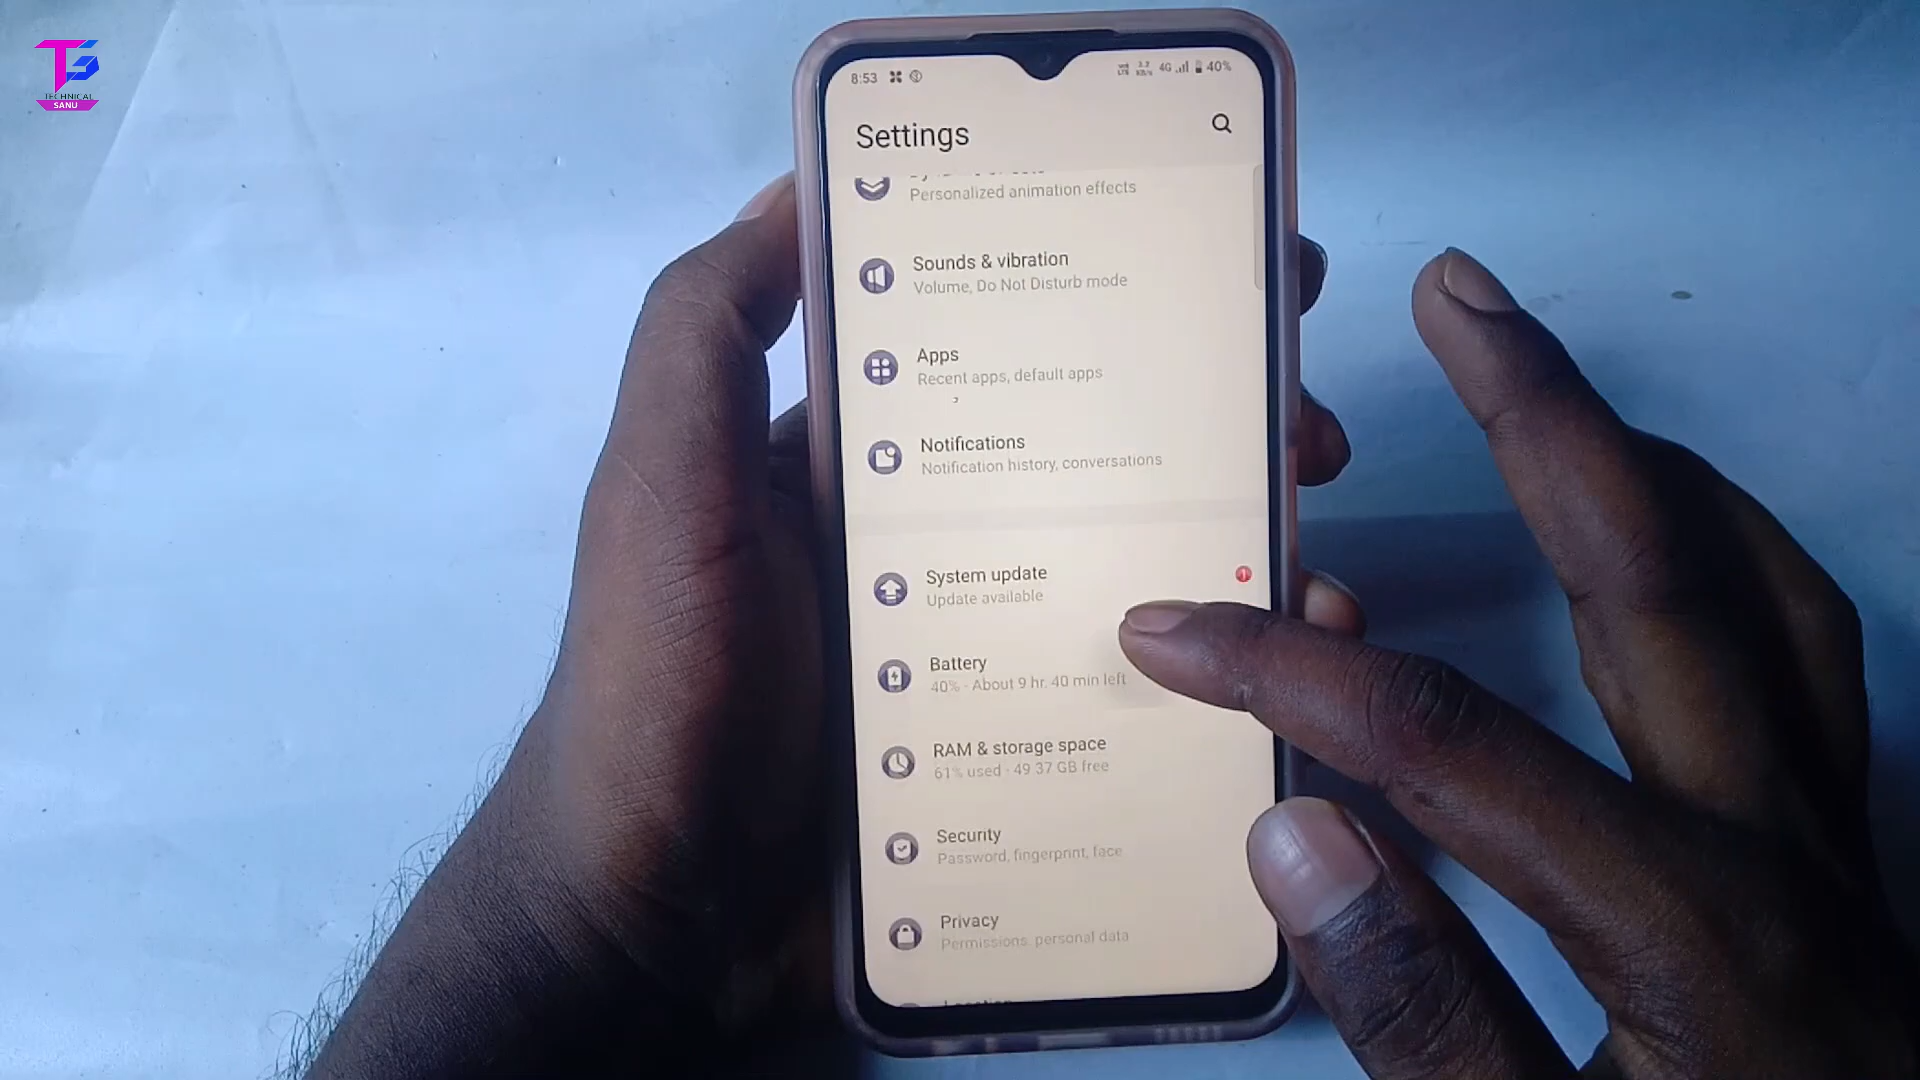 TECHNICAL
SANU
8:53
4G
40%
Settings
Personalized animation effects
Sounds & vibration
Volume, Do Not Disturb mode
Apps
Recent apps, default apps
Notifications
Notification history, conversations
System update
1
Update available
Battery
40% - About 9 hr. 40 min left
RAM & storage space
61% used - 49.37 GB free
Security
Password, fingerprint, face
Privacy
Permissions, personal data
Location